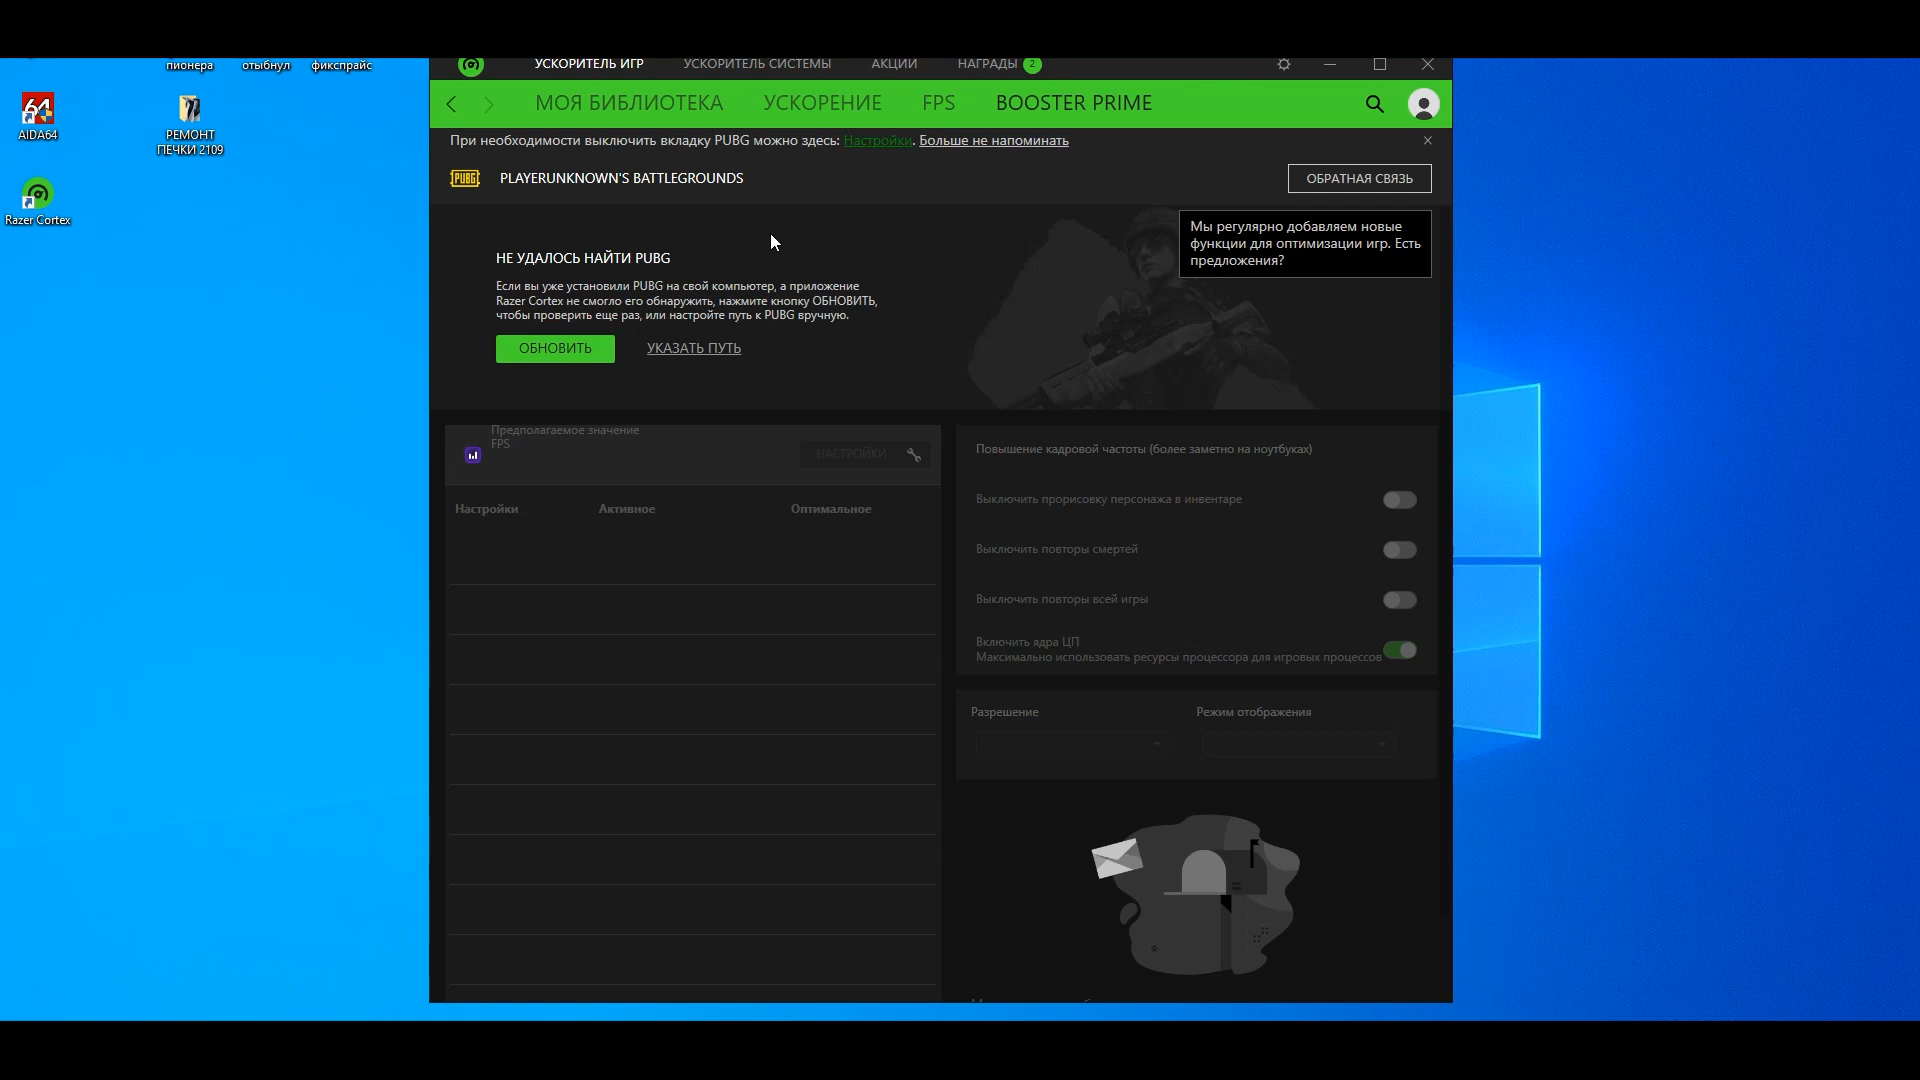 пионера
отыбнул
фикспрайс
AIDA64
РЕМОНТ
ПЕЧКИ 2109
Razer Cortex
УСКОРИТЕЛЬ ИГР
УСКОРИТЕЛЬ СИСТЕМЫ
АКЦИИ
НАГРАДЫ 2
МОЯ БИБЛИОТЕКА
УСКОРЕНИЕ
FPS
BOOSTER PRIME
При необходимости выключить вкладку PUBG можно здесь: Настройки. Больше не напоминать
PUBG
PLAYERUNKNOWN'S BATTLEGROUNDS
ОБРАТНАЯ СВЯЗЬ
Мы регулярно добавляем новые
функции для оптимизации игр. Есть
предложения?
НЕ УДАЛОСЬ НАЙТИ PUBG
Если вы уже установили PUBG на свой компьютер, а приложение
Razer Cortex не смогло его обнаружить, нажмите кнопку ОБНОВИТЬ,
чтобы проверить еще раз, или настройте путь к PUBG вручную.
ОБНОВИТЬ
УКАЗАТЬ ПУТЬ
Предполагаемое значение
FPS
НАСТРОЙКИ
Настройки
Активное
Оптимальное
Повышение кадровой частоты (более заметно на ноутбуках)
Выключить прорисовку персонажа в инвентаре
Выключить повторы смертей
Выключить повторы всей игры
Включить ядра ЦП
Максимально использовать ресурсы процессора для игровых процессов
Разрешение
Режим отображения